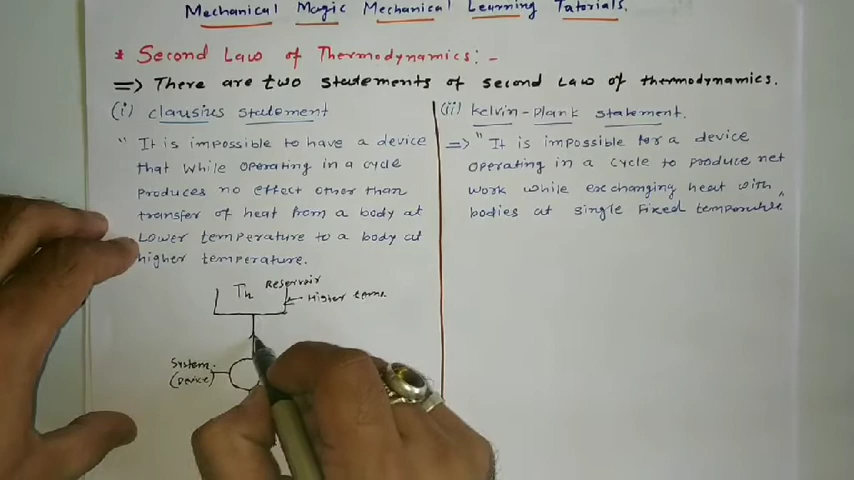 Mechanical Magic Mechanical Learning Tutorials.
* Second Law of Thermodynamics:-
=> There are two statements of second Law of thermodynamics.
(i) clausius statement
" It is impossible to have a device
that while operating in a cycle
produces no effect other than
transfer of heat from a body at
Lower temperature to a body at
higher temperature.
Th Reservoir
Higher temp.
System.
(Device)
(ii) Kelvin-Plank statement.
=> " It is impossible for a device
operating in a cycle to produce net
work while exchanging heat with
bodies at single Fixed